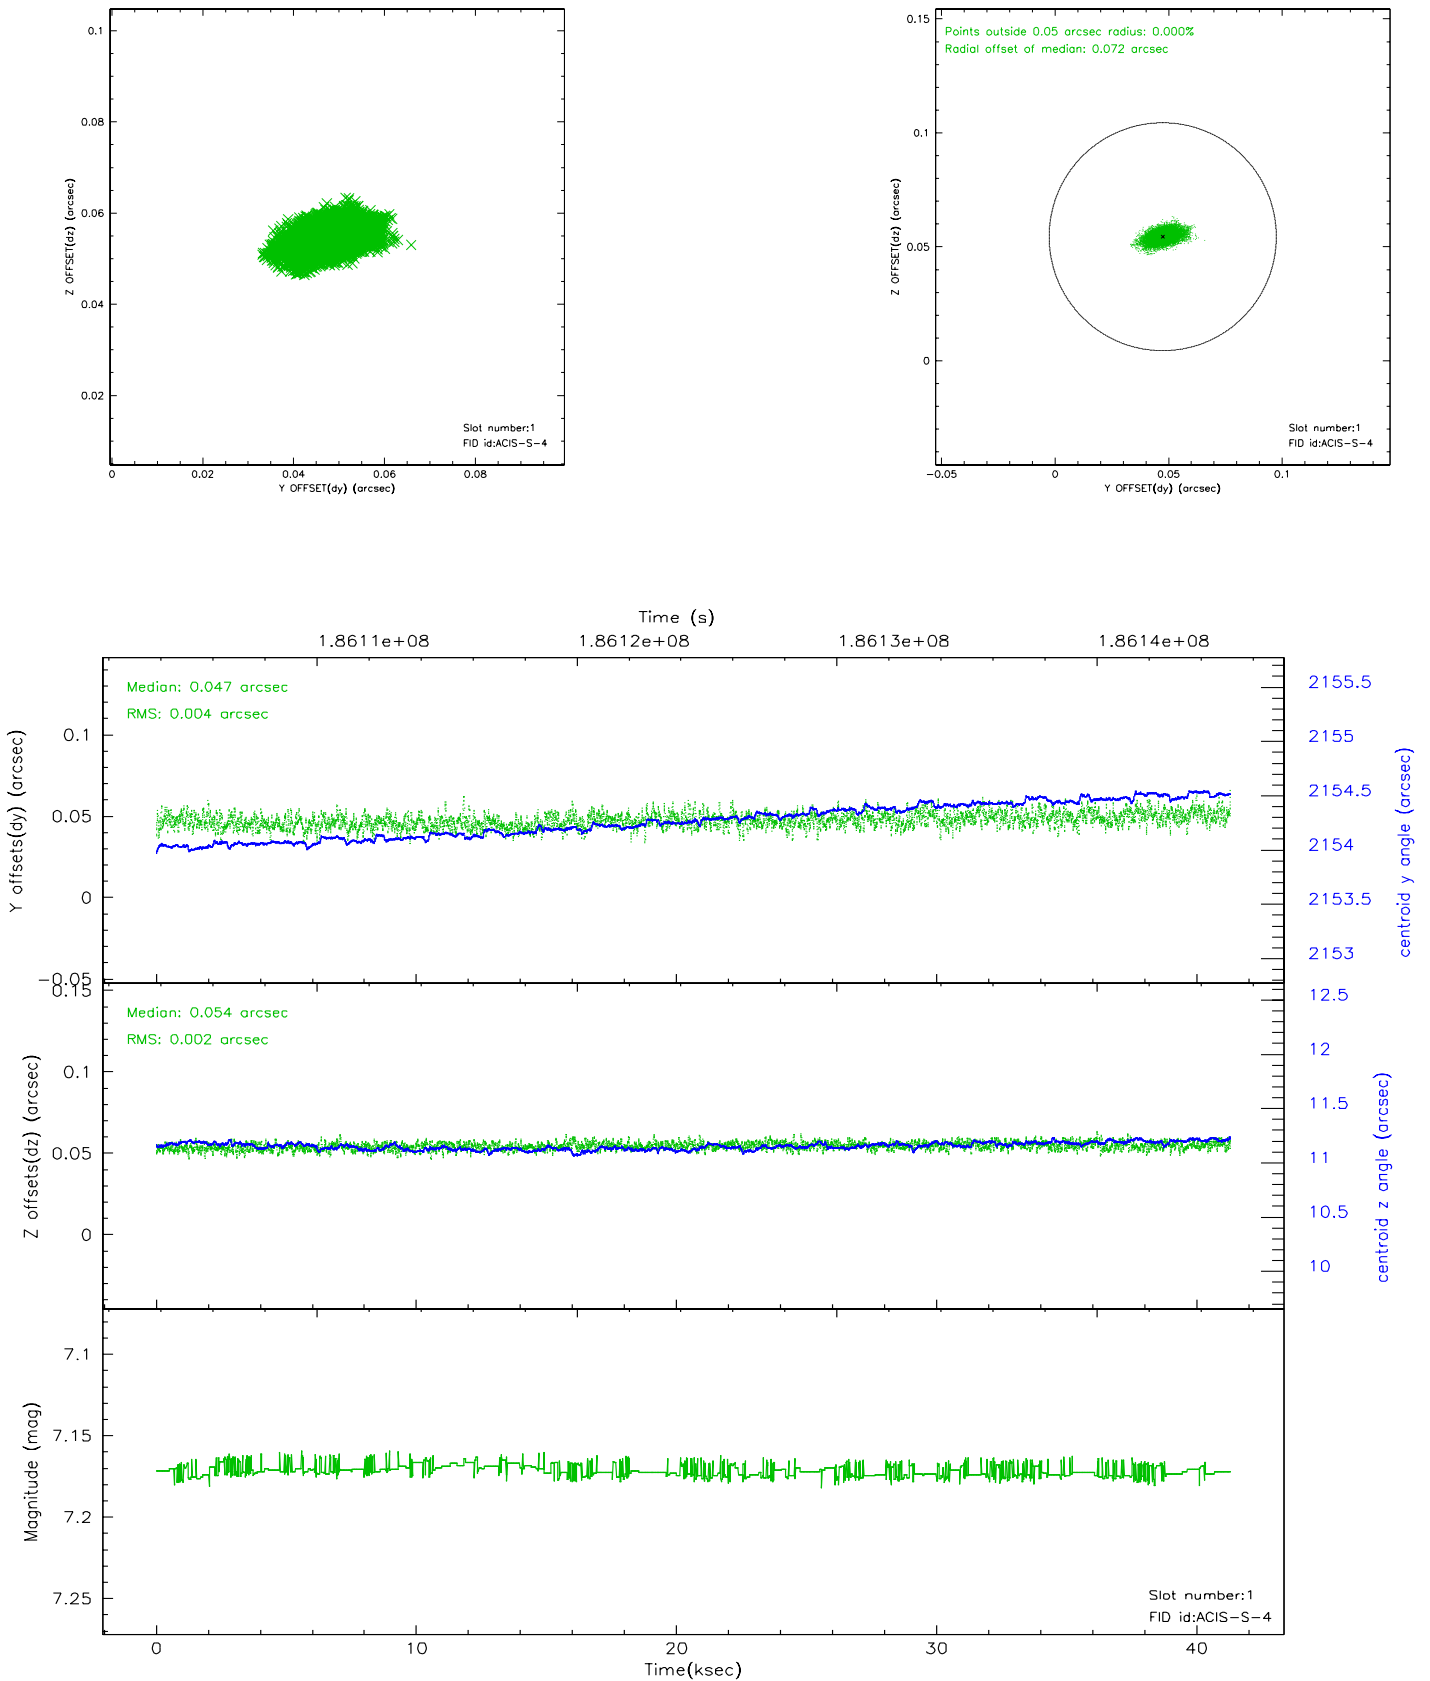 0.1
0.08
0.06
0.04
0.02
Z OFFSET(dz) (arcsec)
Slot number:1
FID id:ACIS-S-4
0 0.02 0.04 0.06 0.08
Y OFFSET(dy) (arcsec)
0.15
Points outside 0.05 arcsec radius: 0.000%
Radial offset of median: 0.072 arcsec
0.1
0.05
0
Z OFFSET(dz) (arcsec)
Slot number:1
FID id:ACIS-S-4
-0.05 0 0.05 0.1
Y OFFSET(dy) (arcsec)
Time (s)
1.8611e+08 1.8612e+08 1.8613e+08 1.8614e+08
Median: 0.047 arcsec
RMS: 0.004 arcsec
0.1
0.05
0
-0.05
Y offsets(dy) (arcsec)
2155.5
2155
2154.5
2154
2153.5
2153
centroid y angle (arcsec)
Median: 0.054 arcsec
RMS: 0.002 arcsec
0.15
0.1
0.05
0
Z offsets(dz) (arcsec)
12.5
12
11.5
11
10.5
10
centroid z angle (arcsec)
7.1
7.15
7.2
7.25
Magnitude (mag)
Slot number:1
FID id:ACIS-S-4
0 10 20 30 40
Time(ksec)